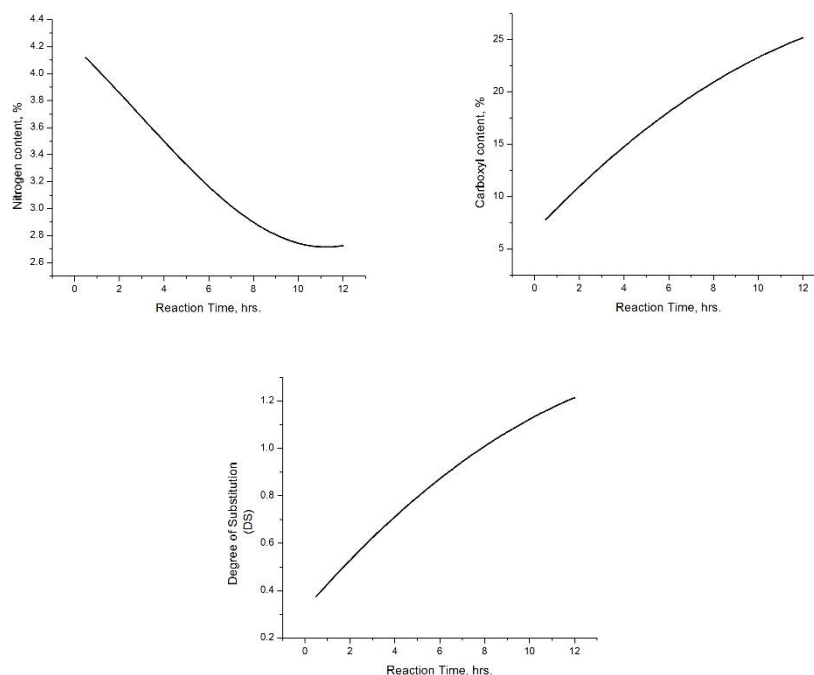 4.4
4.2
4.0
3.8
3.6
3.4
3.2
3.0
2.8
2.6
Nitrogen content, %
0 2 4 6 8 10 12
Reaction Time, hrs.
25
20
15
10
5
Carboxyl content, %
0 2 4 6 8 10 12
Reaction Time, hrs.
1.2
1.0
0.8
0.6
0.4
0.2
Degree of Substitution
(DS)
0 2 4 6 8 10 12
Reaction Time. hrs.